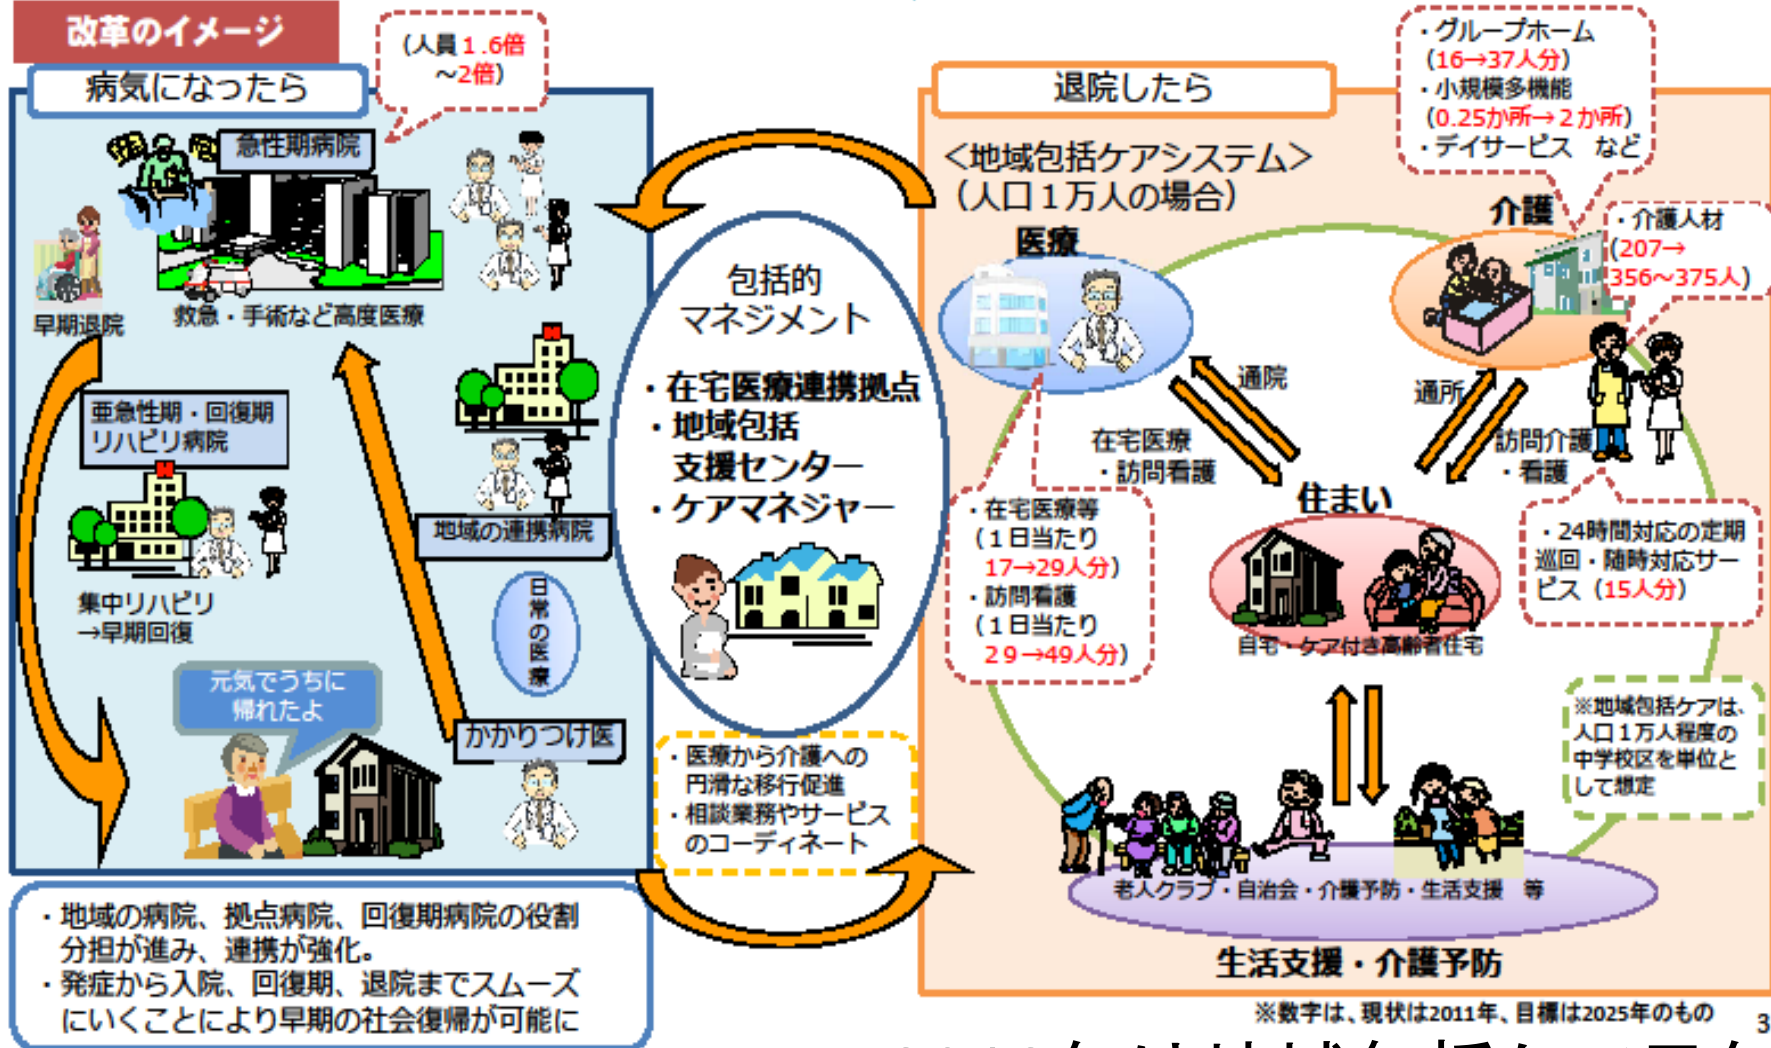 改革のイメージ
病気になったら
(人員1.6倍
~2倍)
急性期病院
早期退院
救急・手術など高度医療
亜急性期・回復期
リハビリ病院
集中リハビリ
→早期回復
地域の連携病院
日常の医療
元気でうちに
帰れたよ
かかりつけ医
・地域の病院、拠点病院、回復期病院の役割
分担が進み、連携が強化。
・発症から入院、回復期、退院までスムーズ
にいくことにより早期の社会復帰が可能に
包括的
マネジメント
・在宅医療連携拠点
・地域包括
支援センター
・ケアマネジャー
・医療から介護への
円滑な移行促進
・相談業務やサービス
のコーディネート
退院したら
<地域包括ケアシステム>
(人口1万人の場合)
・グループホーム
(16→37人分)
・小規模多機能
(0.25か所→2か所)
・デイサービス など
医療
介護
・介護人材
(207→
356~375人)
通院
通所
在宅医療
・訪問看護
訪問介護
・看護
・在宅医療等
(1日当たり
17→29人分)
・訪問看護
(1日当たり
29→49人分)
住まい
自宅・ケア付き高齢者住宅
・24時間対応の定期
巡回・随時対応サー
ビス(15人分)
※地域包括ケアは、
人口1万人程度の
中学校区を単位と
して想定
老人クラブ・自治会・介護予防・生活支援 等
生活支援・介護予防
※数字は、現状は2011年、目標は2025年のもの
3